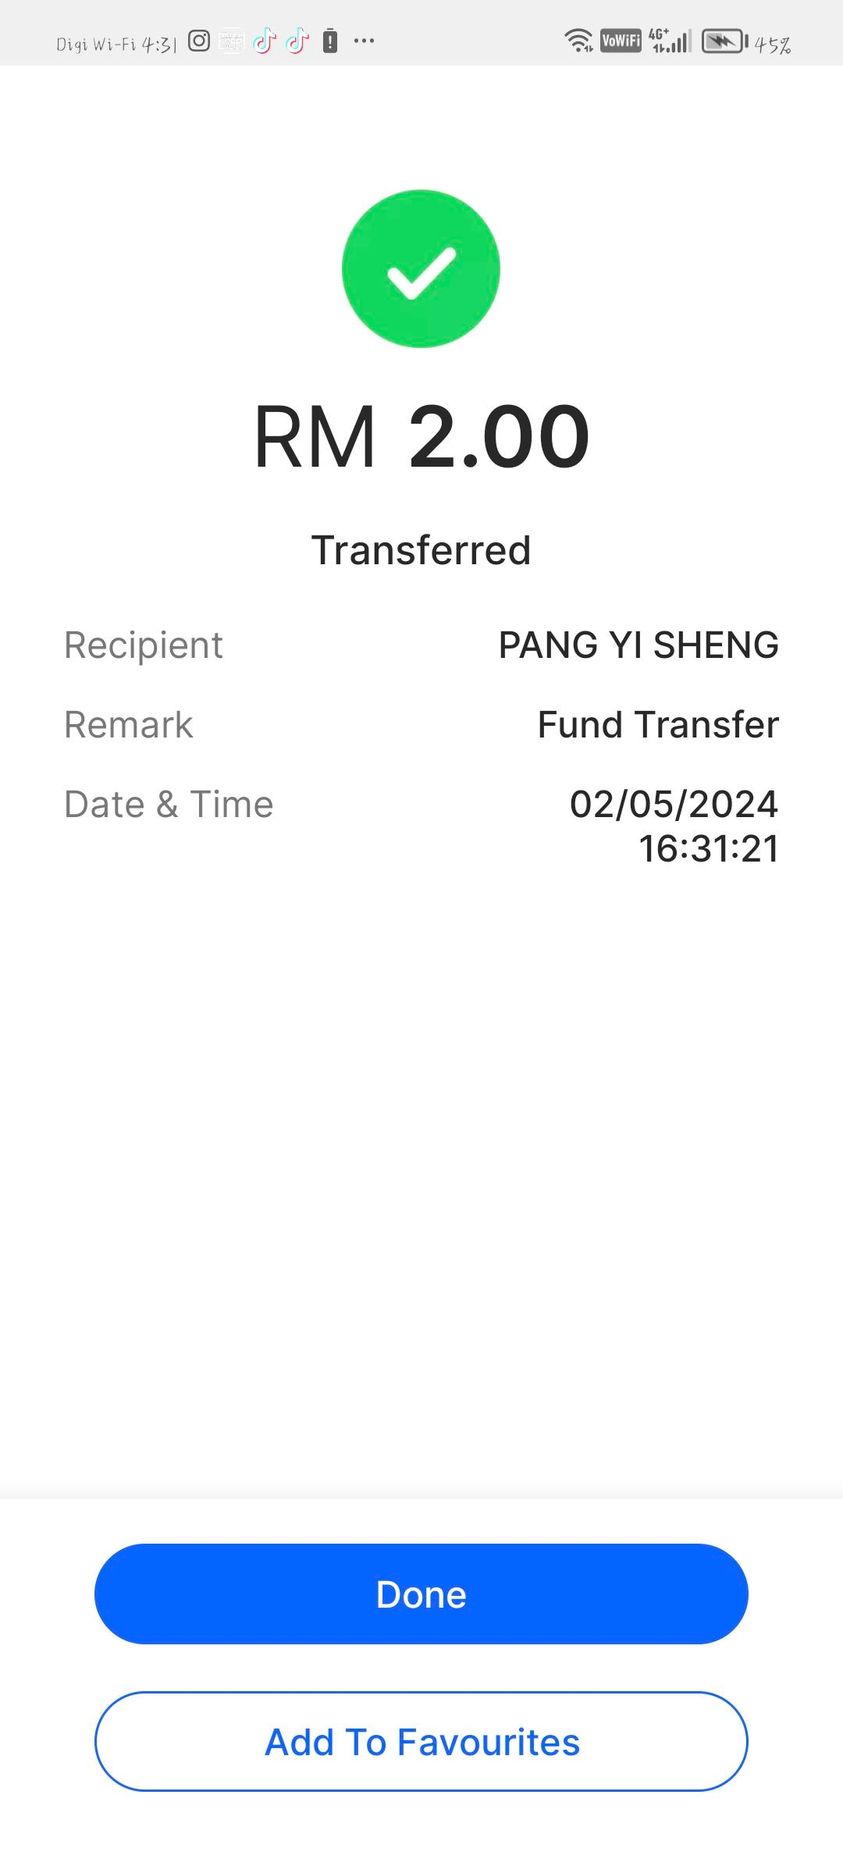 Digi Wi-Fi 4:31
VoWiFi 4G+ 45%
RM 2.00
Transferred
Recipient PANG YI SHENG
Remark Fund Transfer
Date & Time 02/05/2024
16:31:21
Done
Add To Favourites